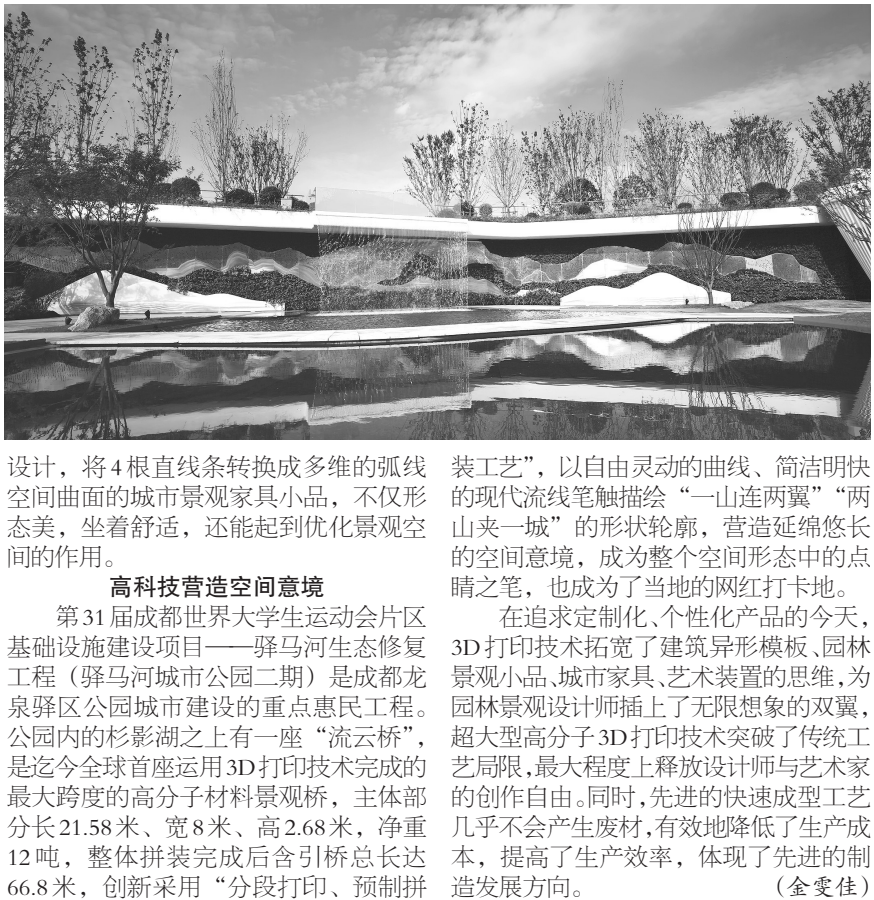 设计，将4根直线条转换成多维的弧线
空间曲面的城市景观家具小品，不仅形
态美，坐着舒适，还能起到优化景观空
间的作用。
高科技营造空间意境
第31届成都世界大学生运动会片区
基础设施建设项目——驿马河生态修复
工程（驿马河城市公园二期）是成都龙
泉驿区公园城市建设的重点惠民工程。
公园内的杉影湖之上有一座“流云桥”，
是迄今全球首座运用3D打印技术完成的
最大跨度的高分子材料景观桥，主体部
分长21.58米、宽8米、高2.68米，净重
12吨，整体拼装完成后含引桥总长达
66.8米，创新采用“分段打印、预制拼
装工艺”，以自由灵动的曲线、简洁明快
的现代流线笔触描绘“一山连两翼”“两
山夹一城”的形状轮廓，营造延绵悠长
的空间意境，成为整个空间形态中的点
睛之笔，也成为了当地的网红打卡地。
在追求定制化、个性化产品的今天，
3D打印技术拓宽了建筑异形模板、园林
景观小品、城市家具、艺术装置的思维，为
园林景观设计师插上了无限想象的双翼，
超大型高分子3D打印技术突破了传统工
艺局限，最大程度上释放设计师与艺术家
的创作自由。同时，先进的快速成型工艺
几乎不会产生废材，有效地降低了生产成
本，提高了生产效率，体现了先进的制
造发展方向。（金雯佳）